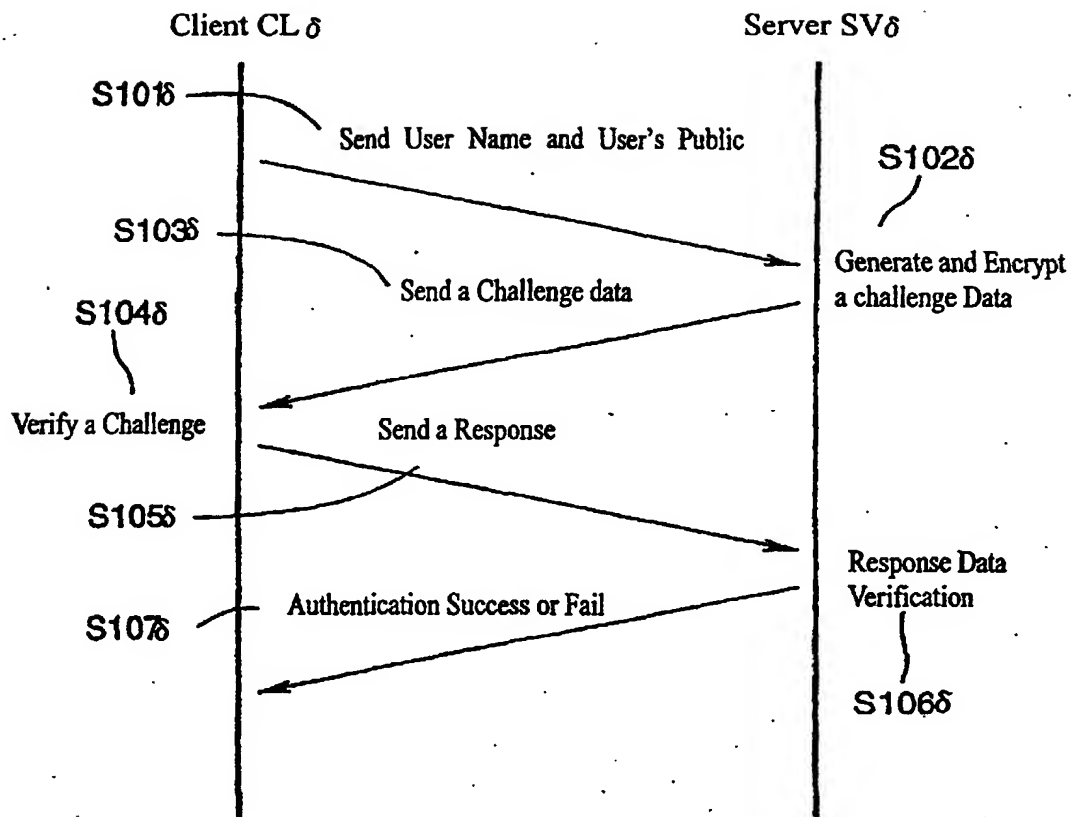 Client CL δ
Server SVδ
S101δ
Send User Name and User's Public
S102δ
S103δ
Generate and Encrypt
a challenge Data
Send a Challenge data
S104δ
Verify a Challenge
Send a Response
S105δ
Response Data
Verification
Authentication Success or Fail
S107δ
S106δ